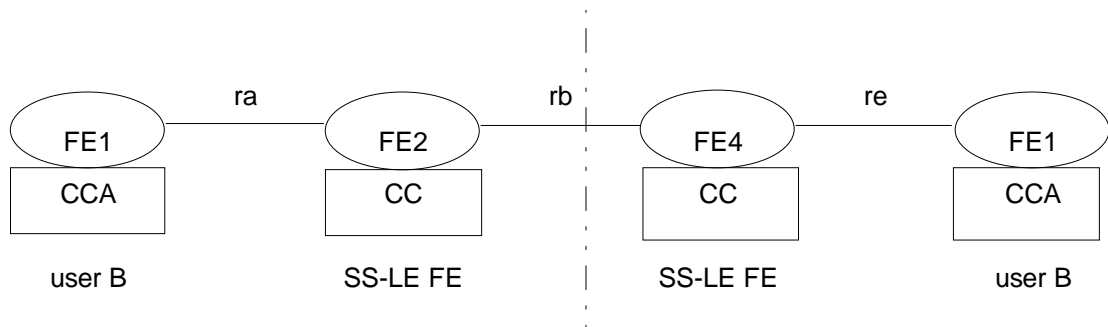 ra rb re
FE1 FE2 FE4 FE1
CCA CC CC CCA
user B SS-LE FE SS-LE FE user B